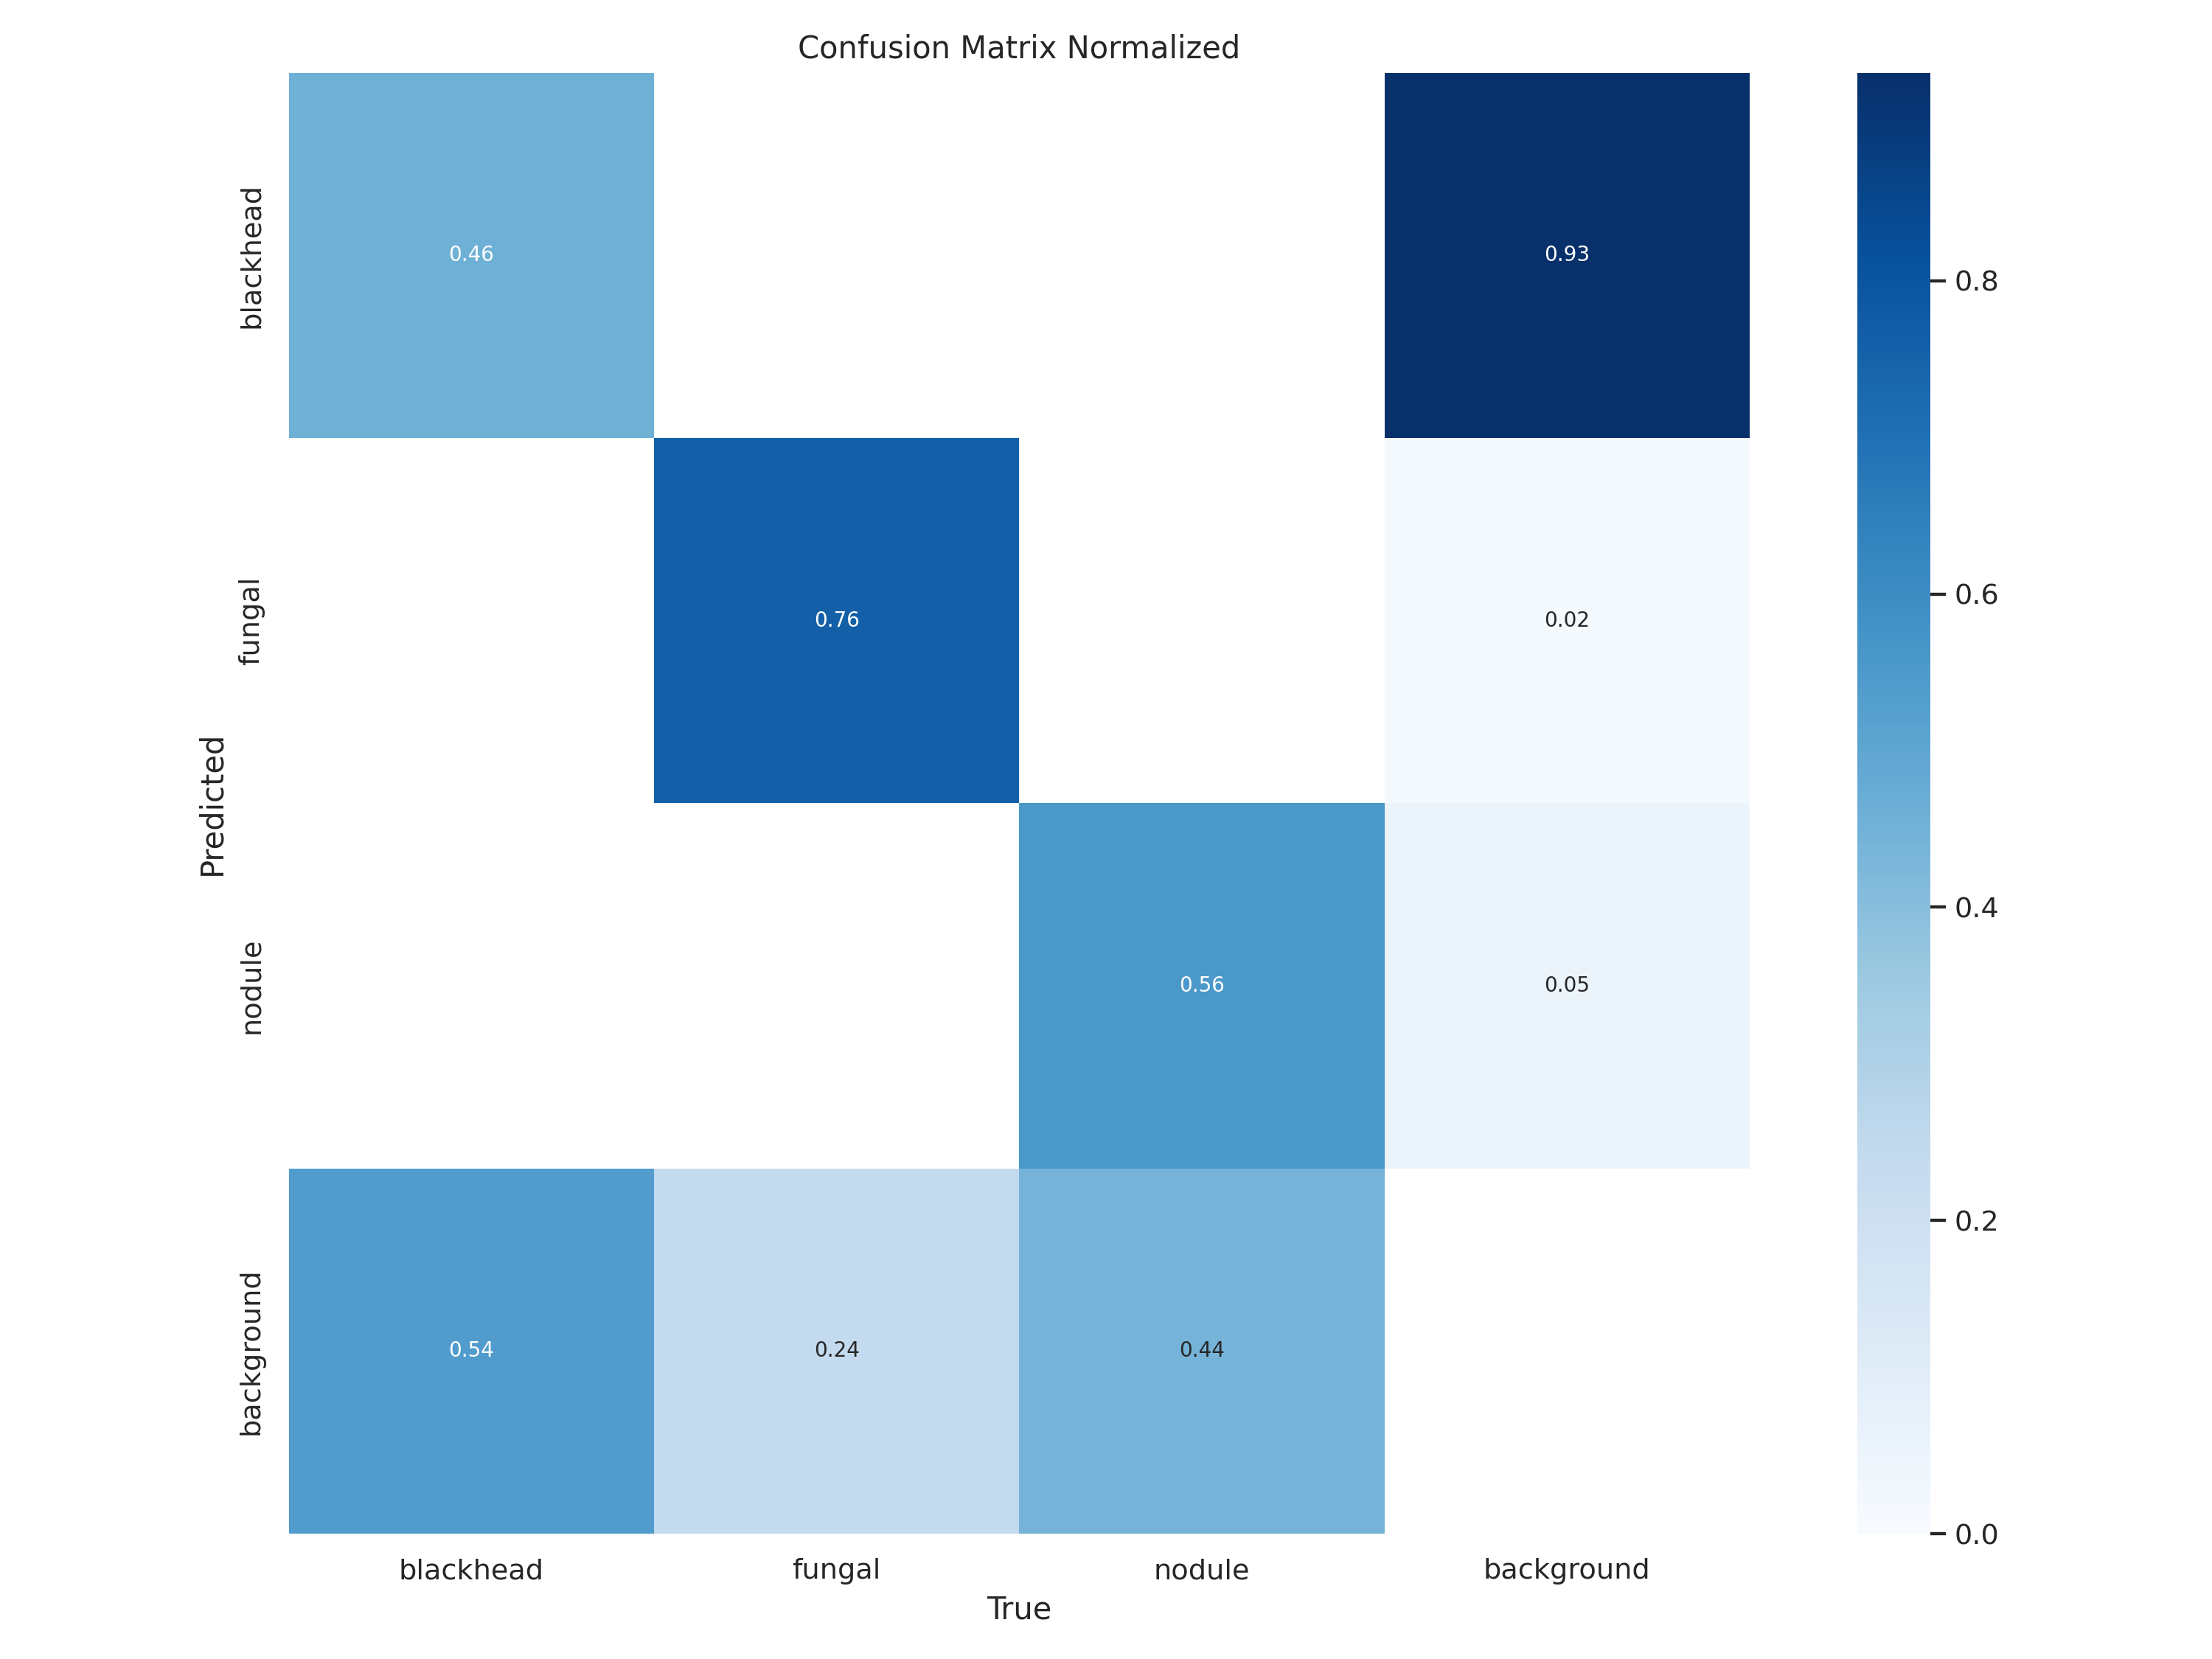 Confusion Matrix Normalized
blackhead
0.46
0.93
fungal
0.76
0.02
nodule
0.56
0.05
background
0.54
0.24
0.44
Predicted
blackhead
fungal
nodule
background
True
0.8
0.6
0.4
0.2
0.0